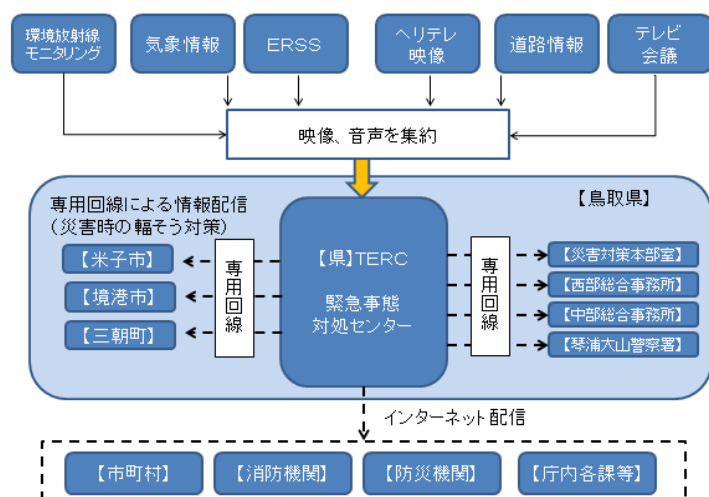 環境放射線
モニタリング
気象情報
ERSS
ヘリテレ
映像
道路情報
テレビ
会議
映像、音声を集約
専用回線による情報配信
（災害時の輻そう対策）
【鳥取県】
【米子市】
【境港市】
【三朝町】
専用回線
【県】TERC
緊急事態
対処センター
専用回線
【災害対策本部室】
【西部総合事務所】
【中部総合事務所】
【琴浦大山警察署】
インターネット配信
【市町村】
【消防機関】
【防災機関】
【庁内各課等】